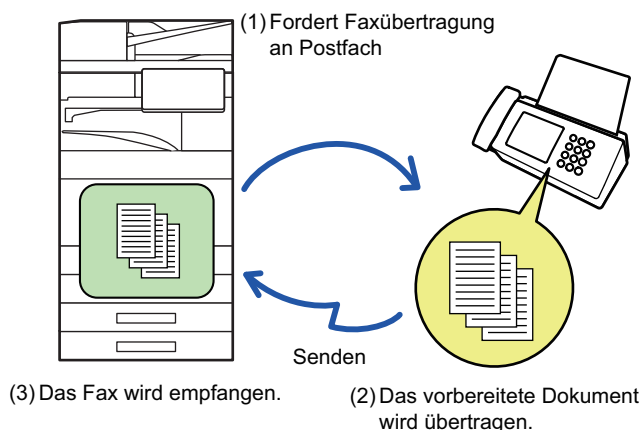 (1) Fordert Faxübertragung
an Postfach
Senden
(3) Das Fax wird empfangen.
(2) Das vorbereitete Dokument
wird übertragen.